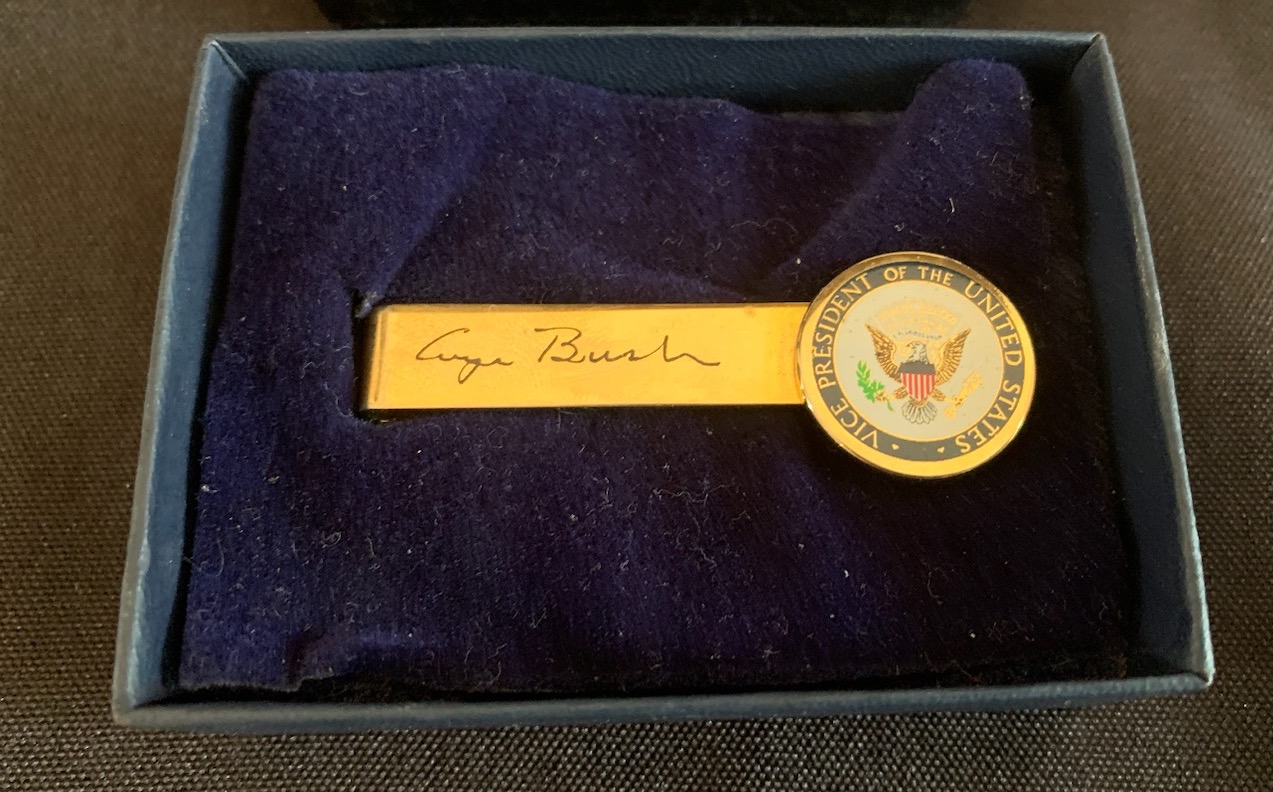 George Bush
VICE PRESIDENT OF THE UNITED STATES